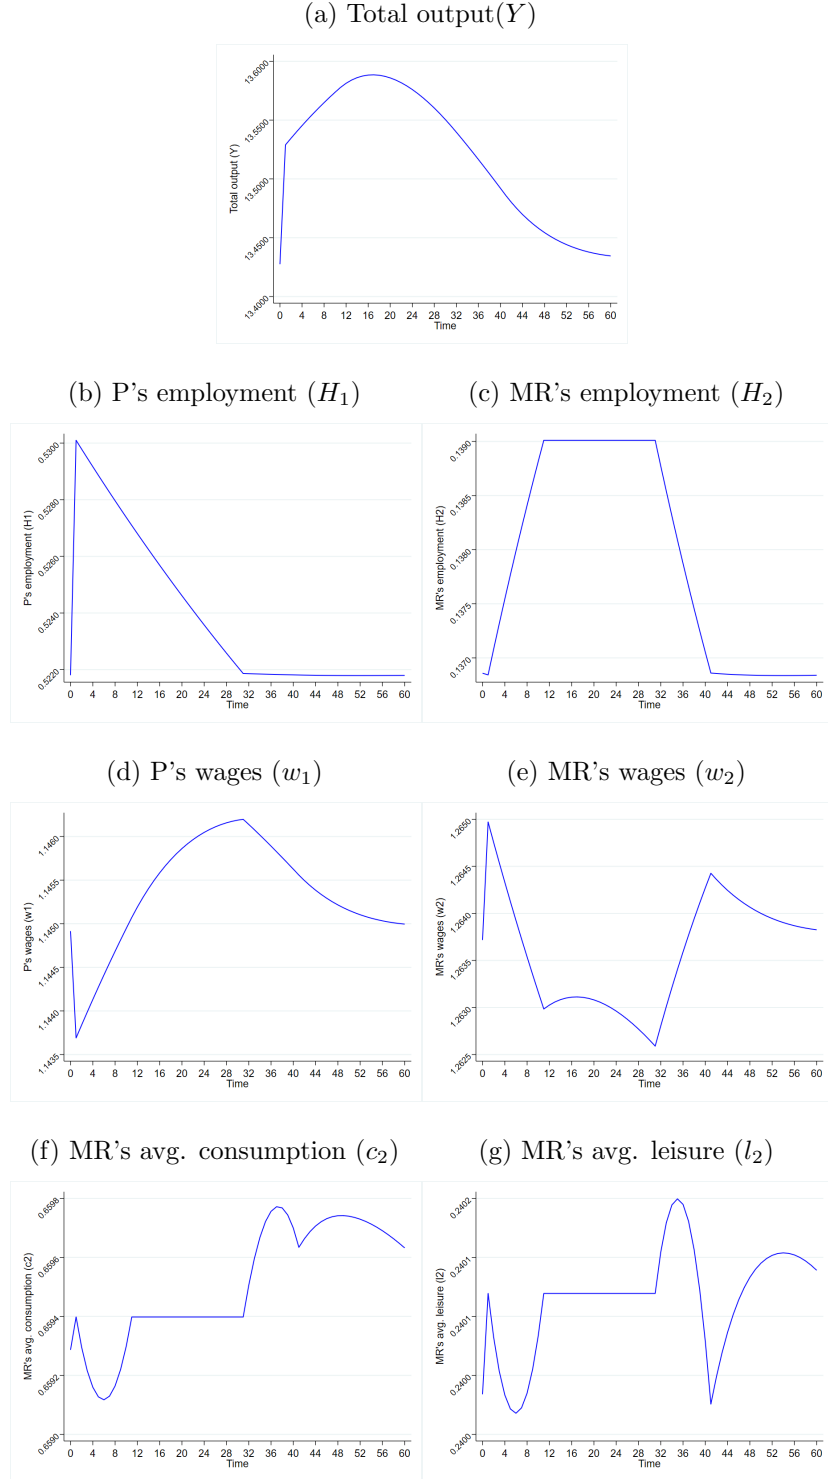 (a) Total output(Y)
Total output (Y)
13.6000
13.5500
13.5000
13.4500
13.4000
0 4 8 12 16 20 24 28 32 36 40 44 48 52 56 60
Time
(b) P's employment (H₁)
P's employment (H1)
0.5300
0.5280
0.5260
0.5240
0.5220
0 4 8 12 16 20 24 28 32 36 40 44 48 52 56 60
Time
(c) MR's employment (H₂)
MR's employment (H2)
0.1390
0.1385
0.1380
0.1375
0.1370
0 4 8 12 16 20 24 28 32 36 40 44 48 52 56 60
Time
(d) P's wages (w₁)
P's wages (w1)
1.1460
1.1455
1.1450
1.1445
1.1440
1.1435
0 4 8 12 16 20 24 28 32 36 40 44 48 52 56 60
Time
(e) MR's wages (w₂)
MR's wages (w2)
1.2650
1.2645
1.2640
1.2635
1.2630
1.2625
0 4 8 12 16 20 24 28 32 36 40 44 48 52 56 60
Time
(f) MR's avg. consumption (c₂)
MR's avg. consumption (c2)
0.6598
0.6596
0.6594
0.6592
0.6590
0 4 8 12 16 20 24 28 32 36 40 44 48 52 56 60
Time
(g) MR's avg. leisure (l₂)
MR's avg. leisure (l2)
0.2402
0.2401
0.2401
0.2400
0.2400
0 4 8 12 16 20 24 28 32 36 40 44 48 52 56 60
Time